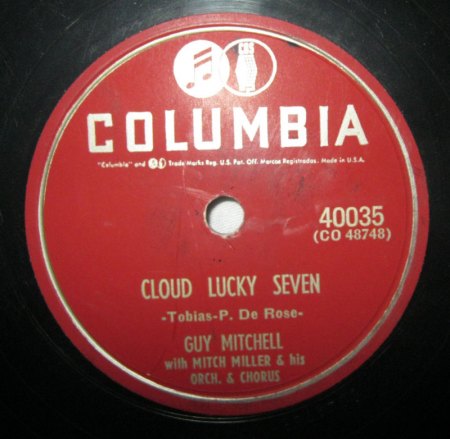 CBS
COLUMBIA
"Columbia" and Trade Marks Reg. U.S. Pat. Off. Marcas Registradas. Made in U.S.A.
40035
(CO 48748)
CLOUD LUCKY SEVEN
-Tobias-P. De Rose-
GUY MITCHELL
with MITCH MILLER & his
ORCH. & CHORUS